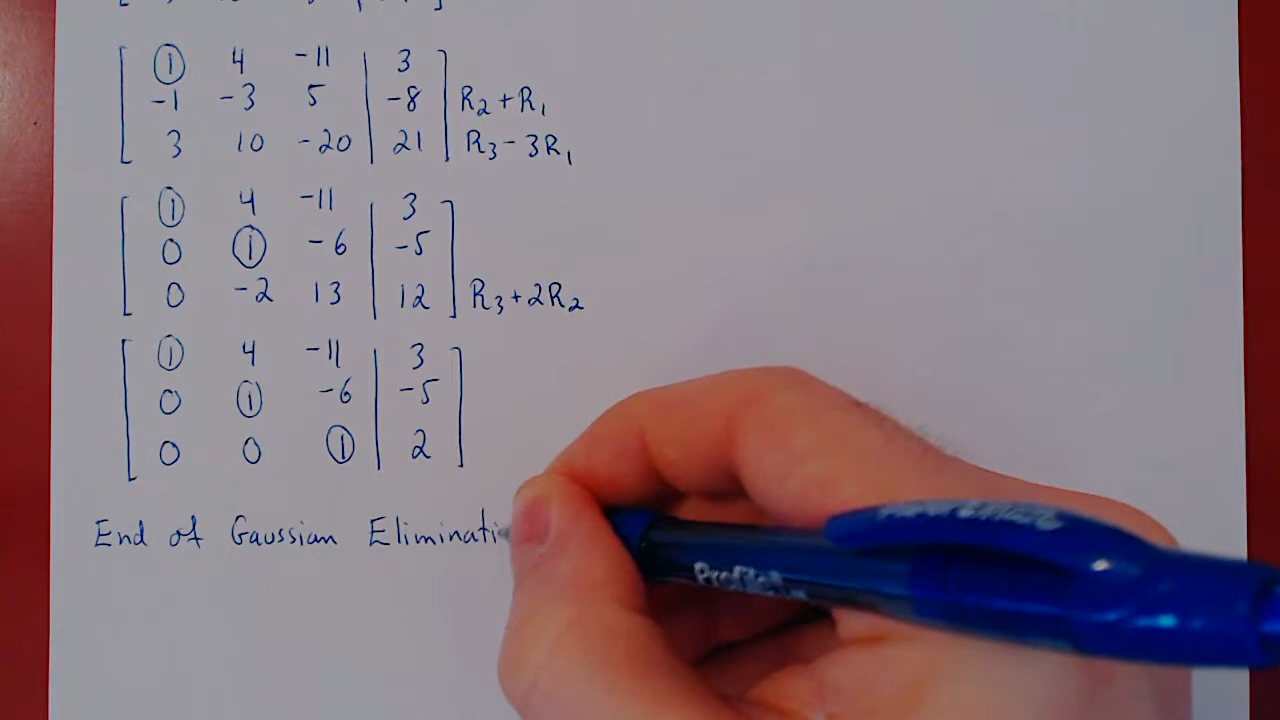 1 4 -11 | 3
-1 -3 5 | -8 R₂ + R₁
3 10 -20 | 21 R₃ - 3R₁
1 4 -11 | 3
0 1 -6 | -5
0 -2 13 | 12 R₃ + 2R₂
1 4 -11 | 3
0 1 -6 | -5
0 0 1 | 2
End of Gaussian Eliminati
Profile